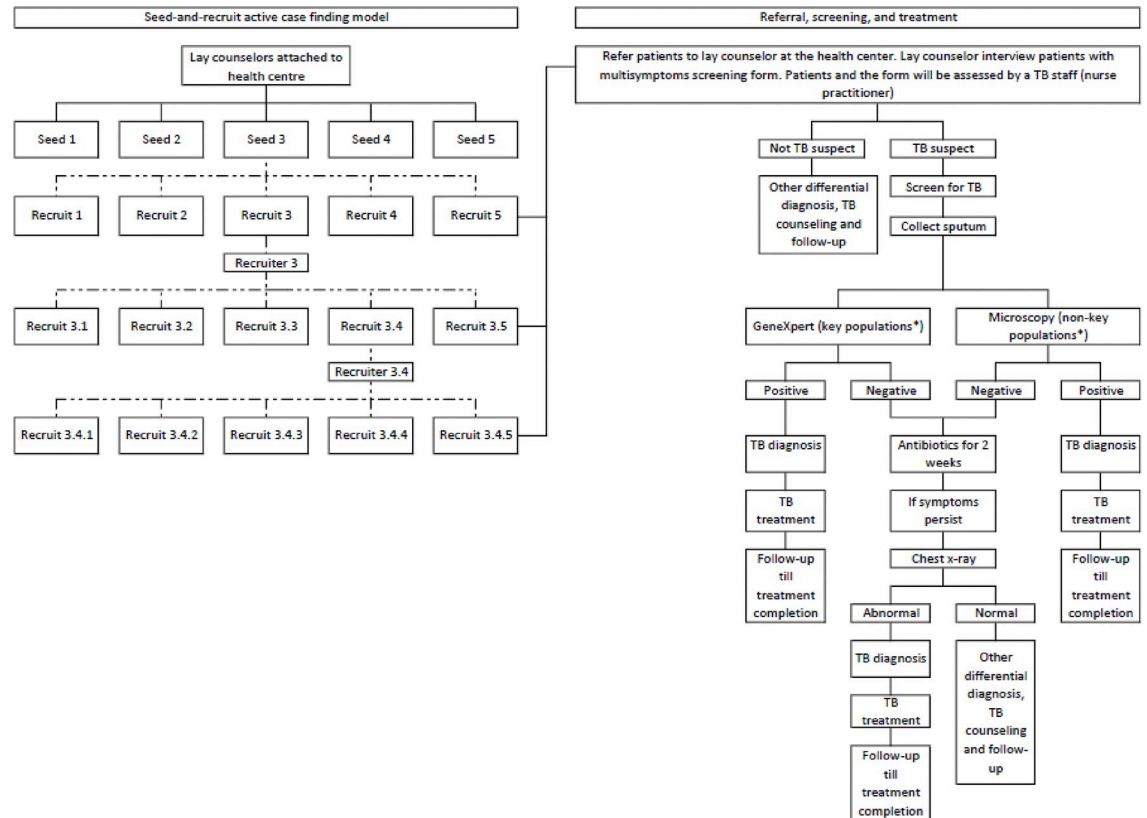 Seed-and-recruit active case finding model
Lay counselors attached to
health centre
Seed 1
Seed 2
Seed 3
Seed 4
Seed 5
Recruit 1
Recruit 2
Recruit 3
Recruit 4
Recruit 5
Recruiter 3
Recruit 3.1
Recruit 3.2
Recruit 3.3
Recruit 3.4
Recruit 3.5
Recruiter 3.4
Recruit 3.4.1
Recruit 3.4.2
Recruit 3.4.3
Recruit 3.4.4
Recruit 3.4.5
Referral, screening, and treatment
Refer patients to lay counselor at the health center. Lay counselor interview patients with
multisymptoms screening form. Patients and the form will be assessed by a TB staff (nurse
practitioner)
Not TB suspect
Other differential
diagnosis, TB
counseling and
follow-up
TB suspect
Screen for TB
Collect sputum
GeneXpert (key populations*)
Microscopy (non-key
populations*)
Positive
Negative
Negative
Positive
TB diagnosis
TB
treatment
Follow-up
till
treatment
completion
Antibiotics for 2
weeks
If symptoms
persist
Chest x-ray
Abnormal
TB diagnosis
TB
treatment
Follow-up
till
treatment
completion
Normal
Other
differential
diagnosis,
TB
counseling
and follow-
up
TB diagnosis
TB
treatment
Follow-up
till
treatment
completion